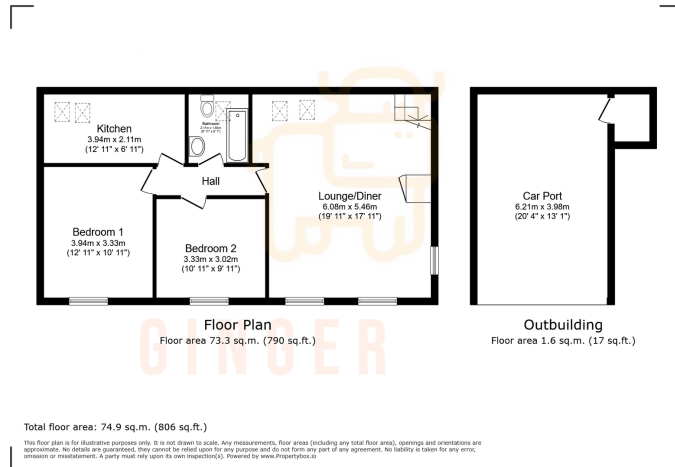 Kitchen
3.94m x 2.11m
(12' 11" x 6' 11")
Bathroom
Hall
Lounge/Diner
6.08m x 5.46m
(19' 11" x 17' 11")
Bedroom 1
3.94m x 3.33m
(12' 11" x 10' 11")
Bedroom 2
3.33m x 3.02m
(10' 11" x 9' 11")
Car Port
6.21m x 3.98m
(20' 4" x 13' 1")
Floor Plan
Floor area 73.3 sq.m. (790 sq.ft.)
Outbuilding
Floor area 1.6 sq.m. (17 sq.ft.)
GINGER
Total floor area: 74.9 sq.m. (806 sq.ft.)
This floor plan is for illustrative purposes only. It is not drawn to scale. Any measurements, floor areas (including any total floor area), openings and orientations are
approximate. No details are guaranteed, they cannot be relied upon for any purpose and do not form any part of any agreement. No liability is taken for any error,
omission or misstatement. A party must rely upon its own inspection(s). Powered by www.Propertybox.io